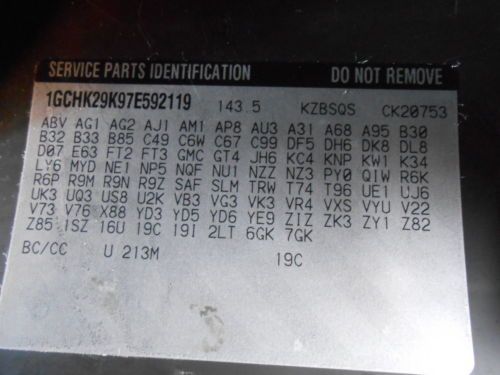 SERVICE PARTS IDENTIFICATION DO NOT REMOVE
1GCHK29K97E592119 143.5 KZBSQS CK20753
ABV AG1 AG2 AJ1 AM1 AP8 AU3 A31 A68 A95 B30
B32 B33 B85 C49 C6W C67 C99 DF5 DH6 DK8 DL8
D07 E63 FT2 FT3 GMC GT4 JH6 KC4 KNP KW1 K34
LY6 MYD NE1 NP5 NQF NU1 NZZ NZ3 PY0 QIW R6K
R6P R9M R9N R9Z SAF SLM TRW T74 T96 UE1 UJ6
UK3 UQ3 US8 U2K VB3 VG3 VK3 VR4 VXS VYU V22
V73 V76 X88 YD3 YD5 YD6 YE9 ZIZ ZK3 ZY1 Z82
Z85 1SZ 16U 19C 19I 2LT 6GK 7GK
BC/CC U 213M 19C